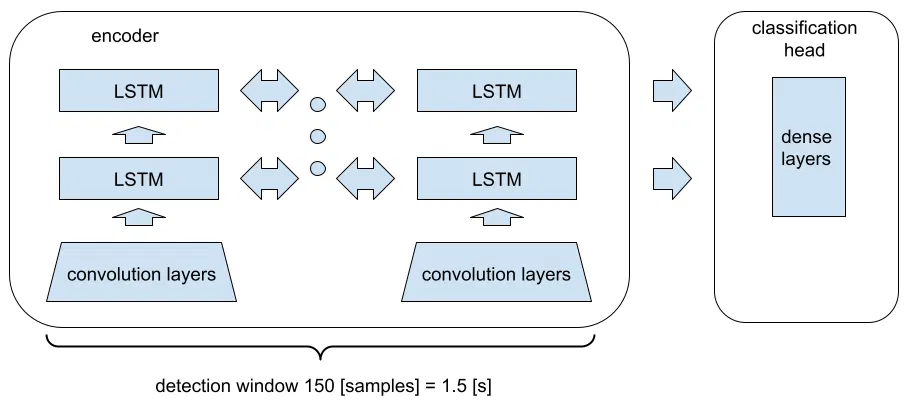 encoder
classification
head
LSTM
LSTM
dense
layers
LSTM
LSTM
convolution layers
convolution layers
detection window 150 [samples] = 1.5 [s]